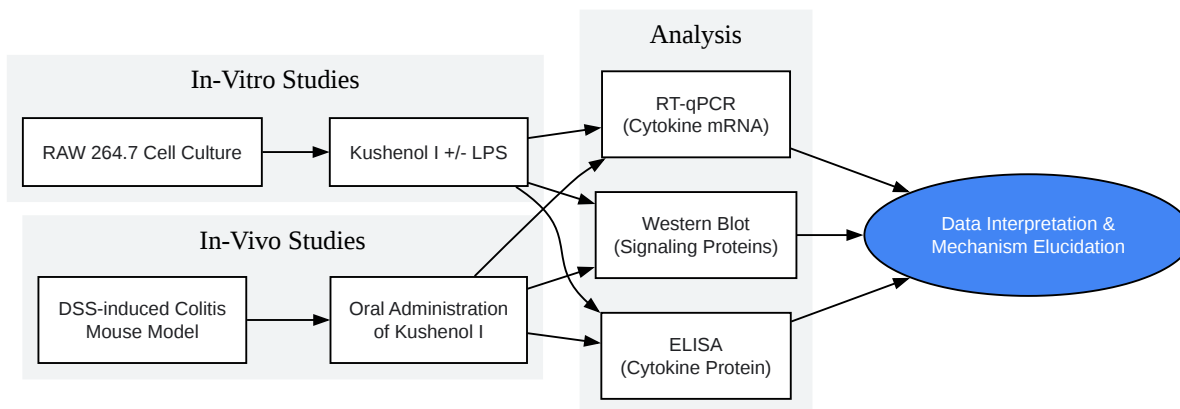 In-Vitro Studies
RAW 264.7 Cell Culture
Kushenol I +/- LPS
In-Vivo Studies
DSS-induced Colitis
Mouse Model
Oral Administration
of Kushenol I
Analysis
RT-qPCR
(Cytokine mRNA)
Western Blot
(Signaling Proteins)
ELISA
(Cytokine Protein)
Data Interpretation &
Mechanism Elucidation